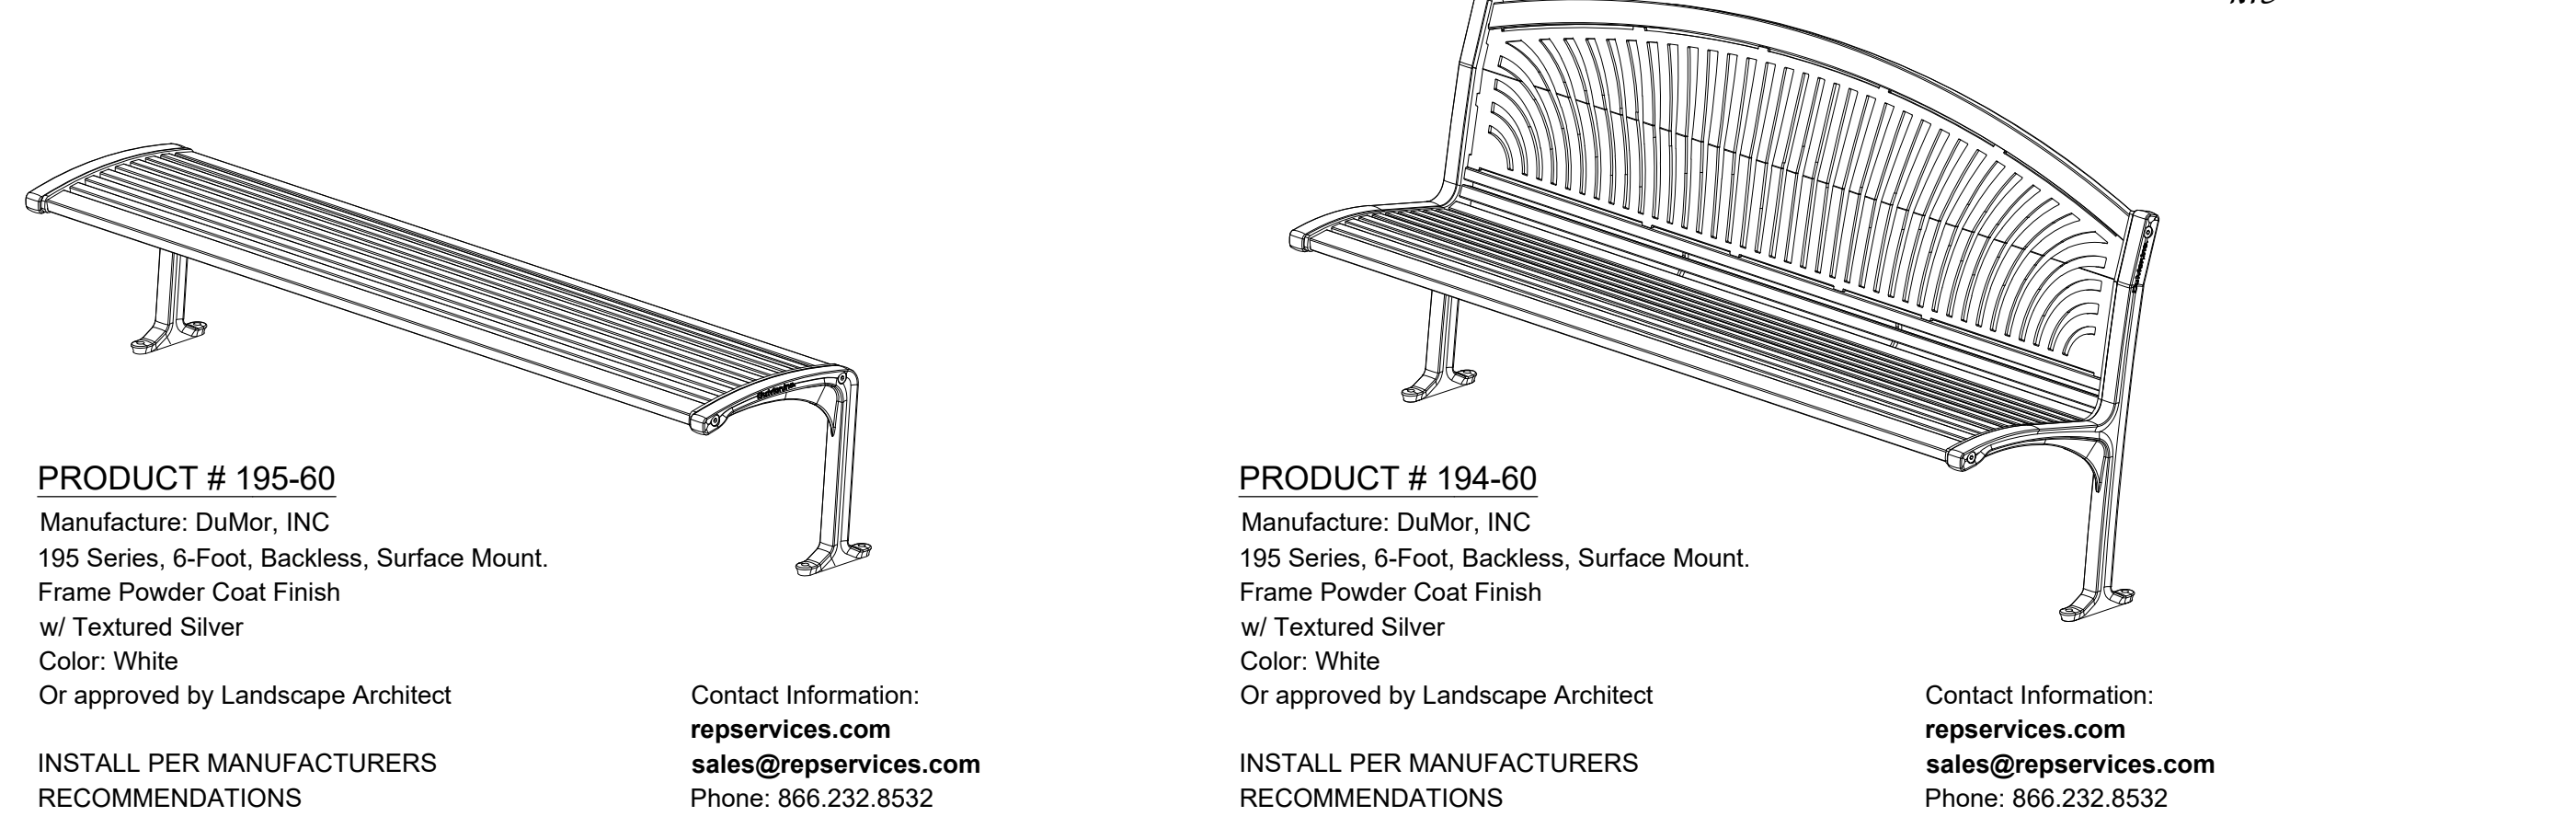 PRODUCT # 195-60
Manufacture: DuMor, INC
195 Series, 6-Foot, Backless, Surface Mount.
Frame Powder Coat Finish
w/ Textured Silver
Color: White
Or approved by Landscape Architect
INSTALL PER MANUFACTURERS
RECOMMENDATIONS
Contact Information:
repservices.com
sales@repservices.com
Phone: 866.232.8532
PRODUCT # 194-60
Manufacture: DuMor, INC
195 Series, 6-Foot, Backless, Surface Mount.
Frame Powder Coat Finish
w/ Textured Silver
Color: White
Or approved by Landscape Architect
INSTALL PER MANUFACTURERS
RECOMMENDATIONS
Contact Information:
repservices.com
sales@repservices.com
Phone: 866.232.8532